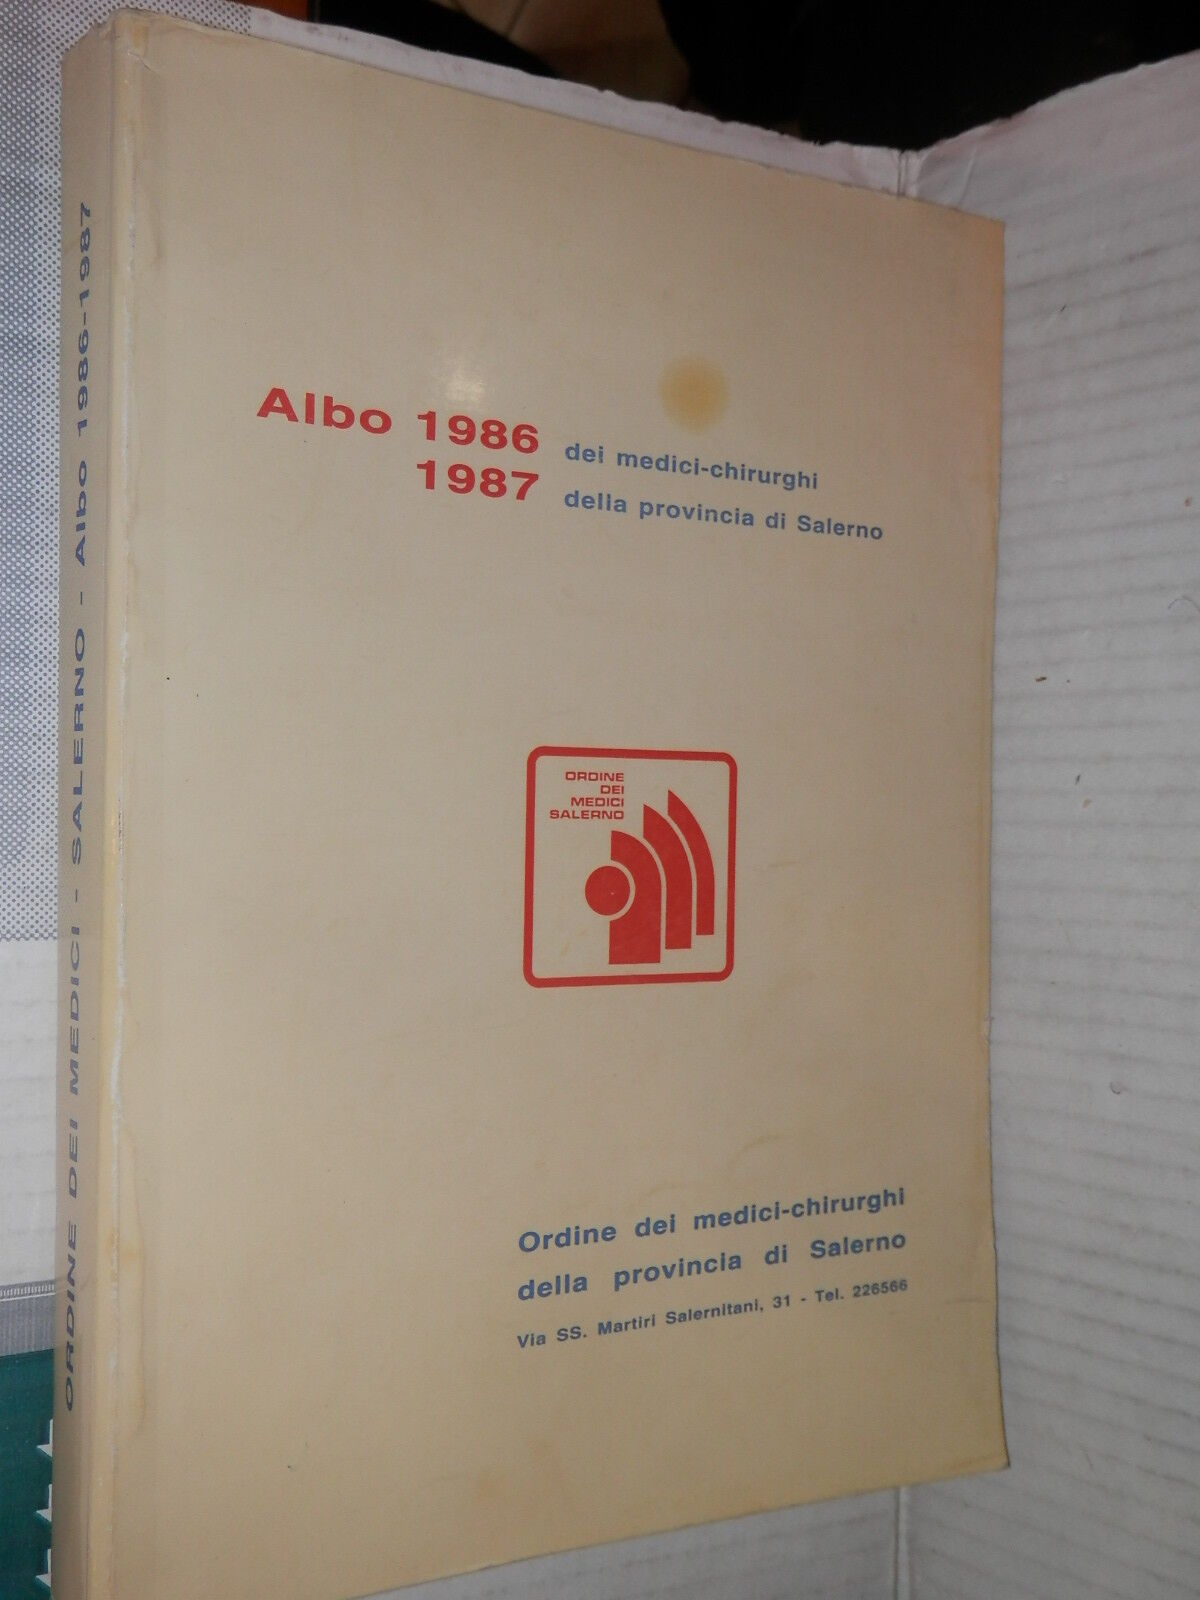 ORDINE DEI MEDICI - SALERNO - Albo 1986-1987
Albo 1986 dei medici-chirurghi
1987 della provincia di Salerno
ORDINE
DEI
MEDICI
SALERNO
Ordine dei medici-chirurghi
della provincia di Salerno
Via SS. Martiri Salernitani, 31 - Tel. 226566